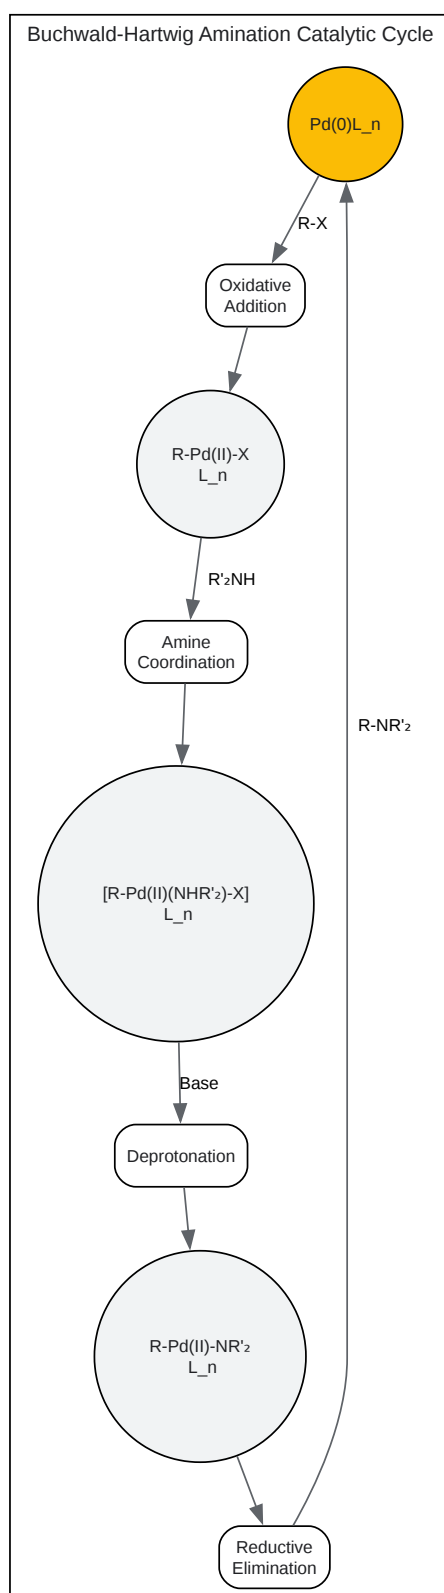 Buchwald-Hartwig Amination Catalytic Cycle
Pd(0)L_n
R-X
Oxidative
Addition
R-Pd(II)-X
L_n
R'₂NH
Amine
Coordination
R-NR'₂
[R-Pd(II)(NHR'₂)-X]
L_n
Base
Deprotonation
R-Pd(II)-NR'₂
L_n
Reductive
Elimination